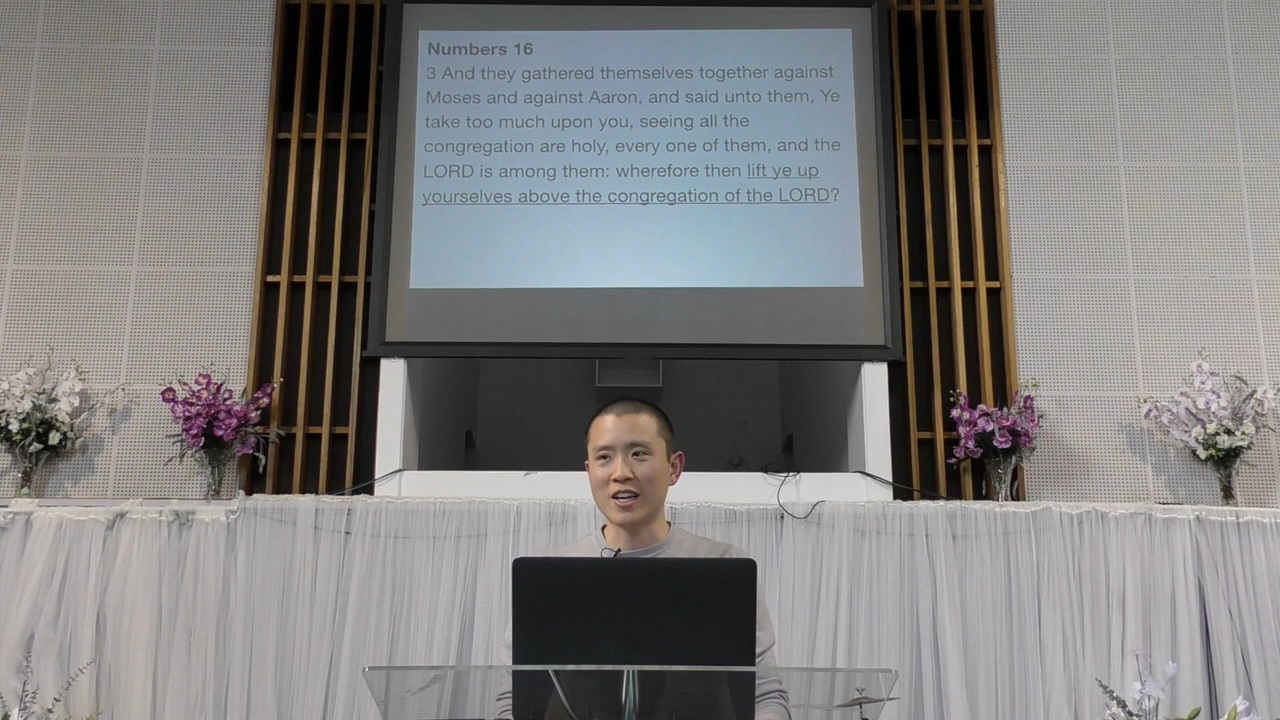 Numbers 16
3 And they gathered themselves together against
Moses and against Aaron, and said unto them, Ye
take too much upon you, seeing all the
congregation are holy, every one of them, and the
LORD is among them: wherefore then lift ye up
yourselves above the congregation of the LORD?